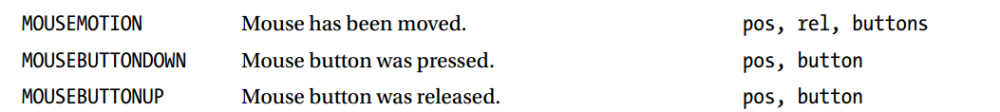 MOUSEMOTION Mouse has been moved. pos, rel, buttons
MOUSEBUTTONDOWN Mouse button was pressed. pos, button
MOUSEBUTTONUP Mouse button was released. pos, button